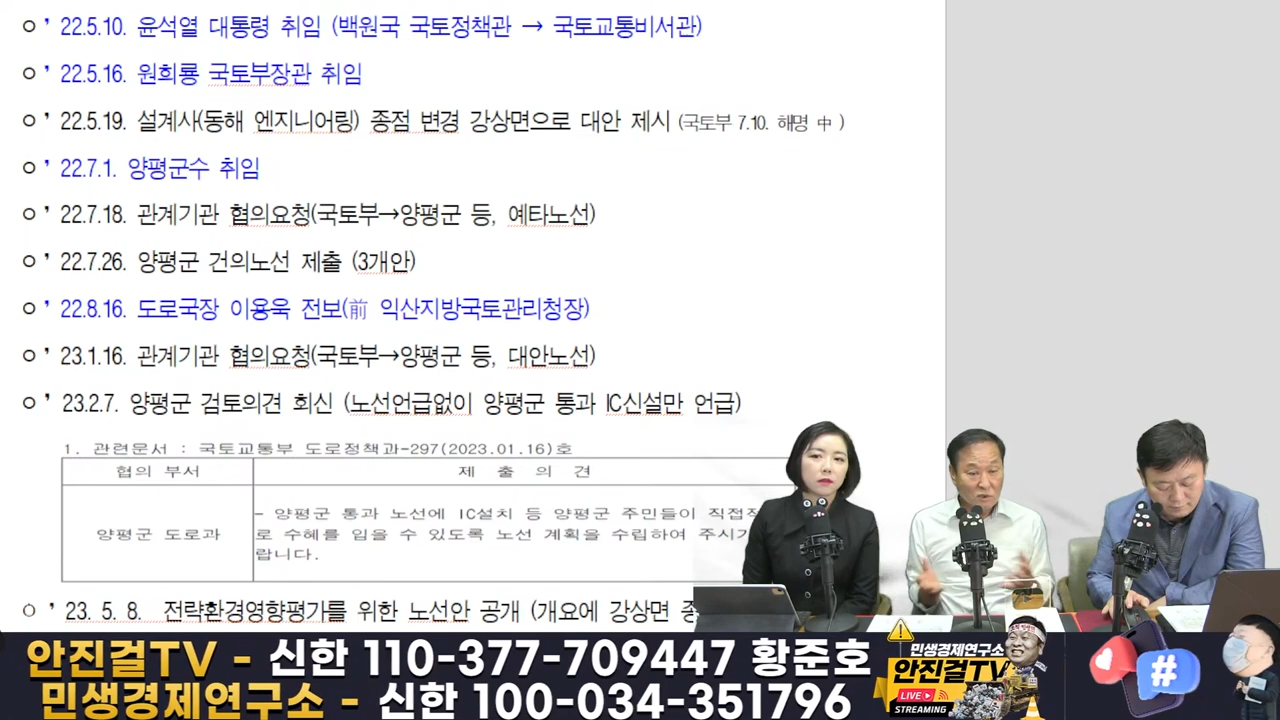 ○ ’ 22.5.10. 윤석열 대통령 취임 (백원국 국토정책관 → 국토교통비서관)
○ ’ 22.5.16. 원희룡 국토부장관 취임
○ ’ 22.5.19. 설계사(동해 엔지니어링) 종점 변경 강상면으로 대안 제시 (국토부 7.10. 해명 中 )
○ ’ 22.7.1. 양평군수 취임
○ ’ 22.7.18. 관계기관 협의요청(국토부→양평군 등, 예타노선)
○ ’ 22.7.26. 양평군 건의노선 제출 (3개안)
○ ’ 22.8.16. 도로국장 이용욱 전보(前 익산지방국토관리청장)
○ ’ 23.1.16. 관계기관 협의요청(국토부→양평군 등, 대안노선)
○ ’ 23.2.7. 양평군 검토의견 회신 (노선언급없이 양평군 통과 IC신설만 언급)
1. 관련문서 : 국토교통부 도로정책과-297(2023.01.16)호
협의 부서 제 출 의 견
양평군 도로과
- 양평군 통과 노선에 IC설치 등 양평군 주민들이 직접적
로 수혜를 입을 수 있도록 노선 계획을 수립하여 주시기
랍니다.
○ ’ 23. 5. 8. 전략환경영향평가를 위한 노선안 공개 (개요에 강상면
안진걸TV - 신한 110-377-709447 황준호
민생경제연구소 - 신한 100-034-351796
민생경제연구소
안진걸TV
LIVE
STREAMING
#